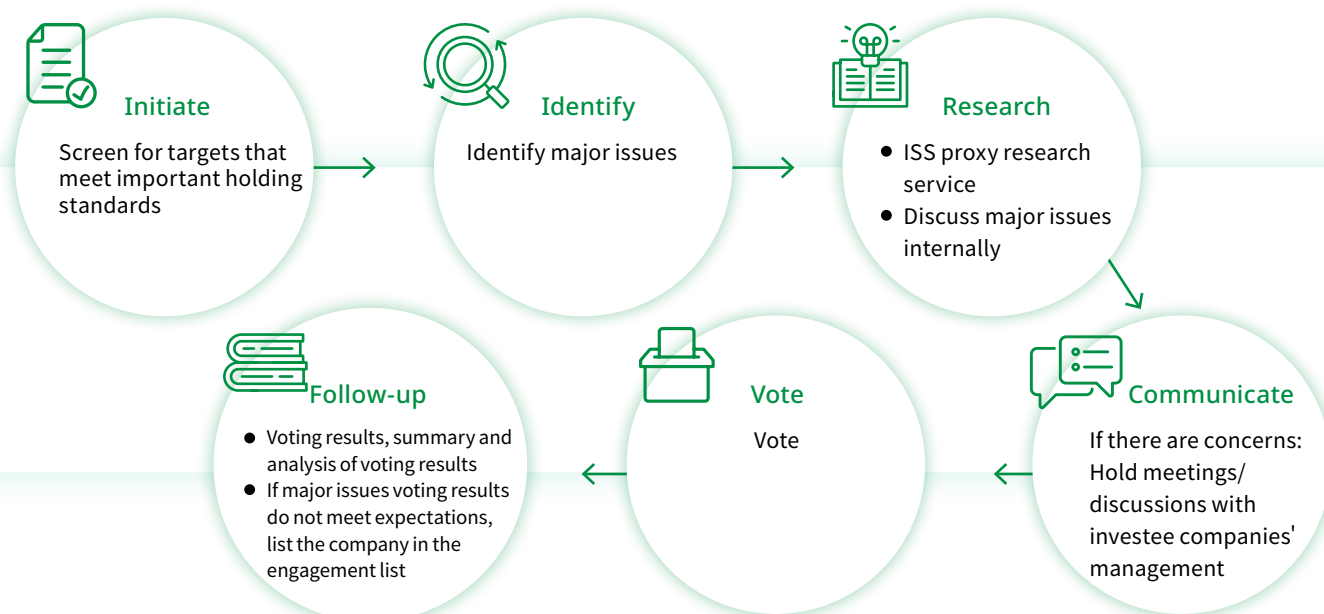 Initiate
Screen for targets that
meet important holding
standards
Identify
Identify major issues
Research
● ISS proxy research
service
● Discuss major issues
internally
Communicate
If there are concerns:
Hold meetings/
discussions with
investee companies'
management
Vote
Vote
Follow-up
● Voting results, summary and
analysis of voting results
● If major issues voting results
do not meet expectations,
list the company in the
engagement list